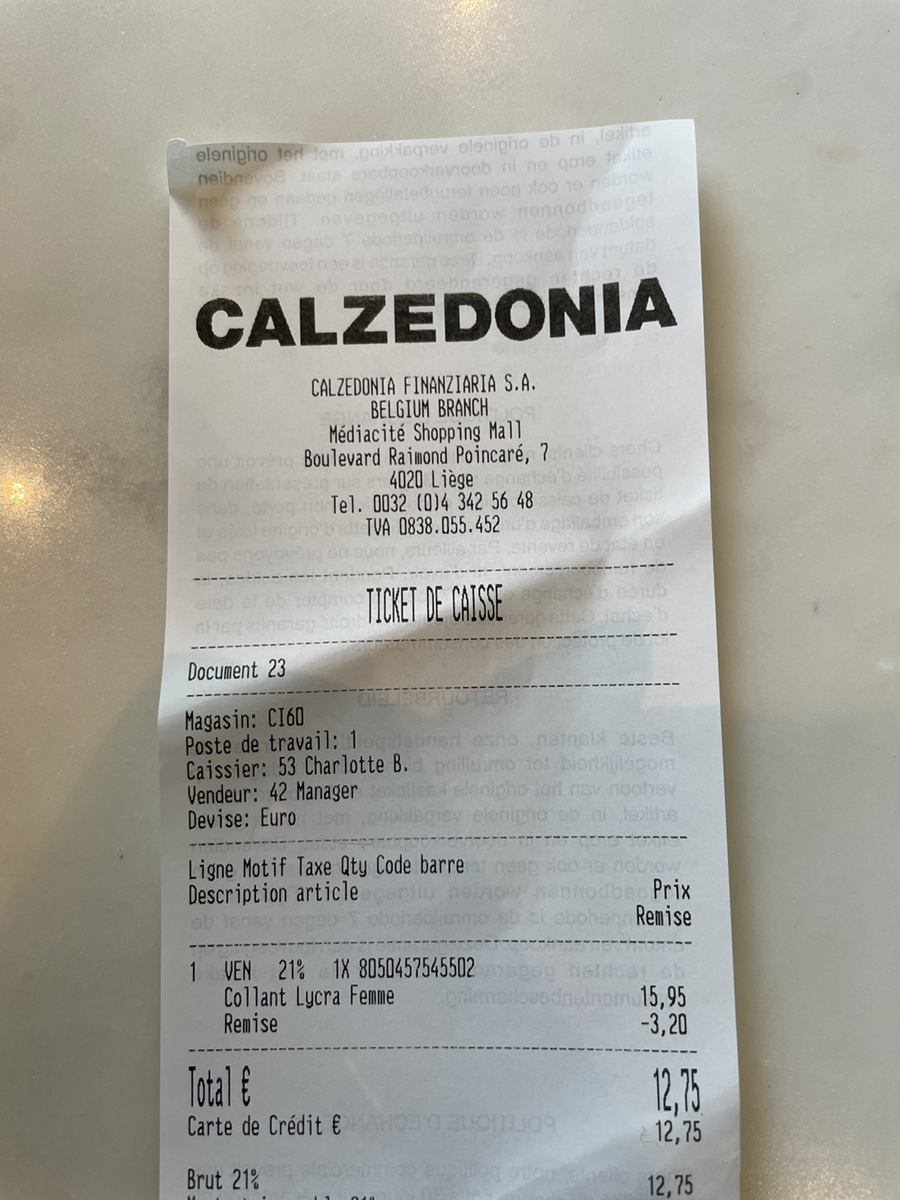 CALZEDONIA
CALZEDONIA FINANZIARIA S.A.
BELGIUM BRANCH
Médiacité Shopping Mall
Boulevard Raimond Poincaré, 7
4020 Liège
Tel. 0032 (0)4 342 56 48
TVA 0838.055.452
TICKET DE CAISSE
Document 23
Magasin: CI60
Poste de travail: 1
Caissier: 53 Charlotte B.
Vendeur: 42 Manager
Devise: Euro
Ligne Motif Taxe Qty Code barre
Description article Prix
Remise
1 VEN 21% 1X 8050457545502
Collant Lycra Femme 15,95
Remise -3,20
Total € 12,75
Carte de Crédit € 12,75
Brut 21% 12,75